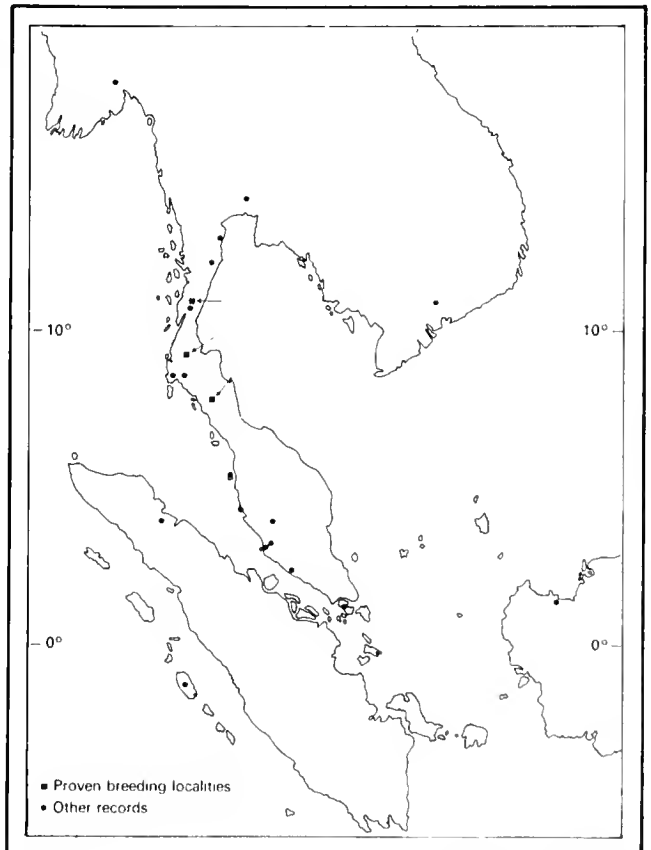 10° 10°
0° 0°
■ Proven breeding localities
• Other records